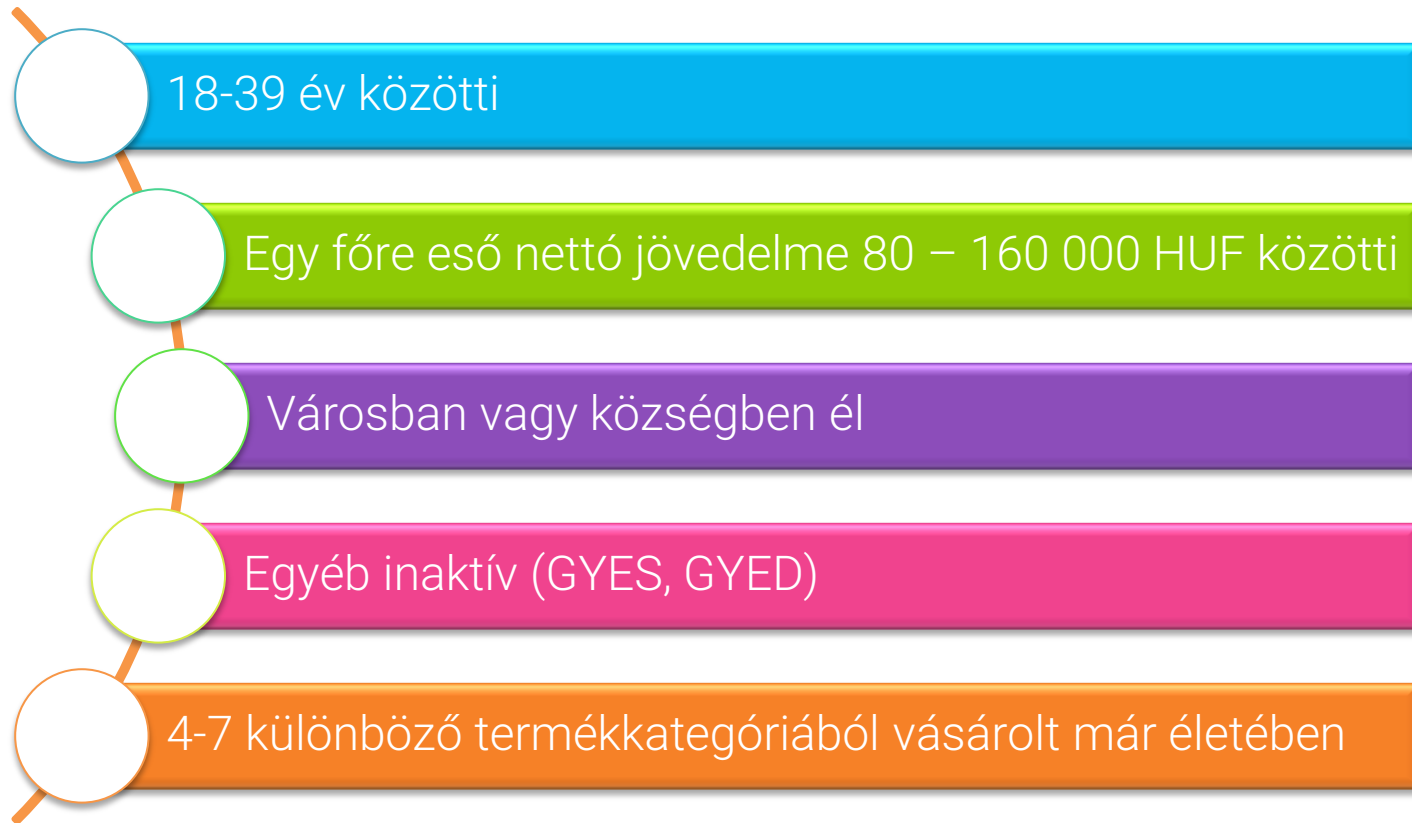 18-39 év közötti
Egy főre eső nettó jövedelme 80 – 160 000 HUF közötti
Városban vagy községben él
Egyéb inaktív (GYES, GYED)
4-7 különböző termékkategóriából vásárolt már életében